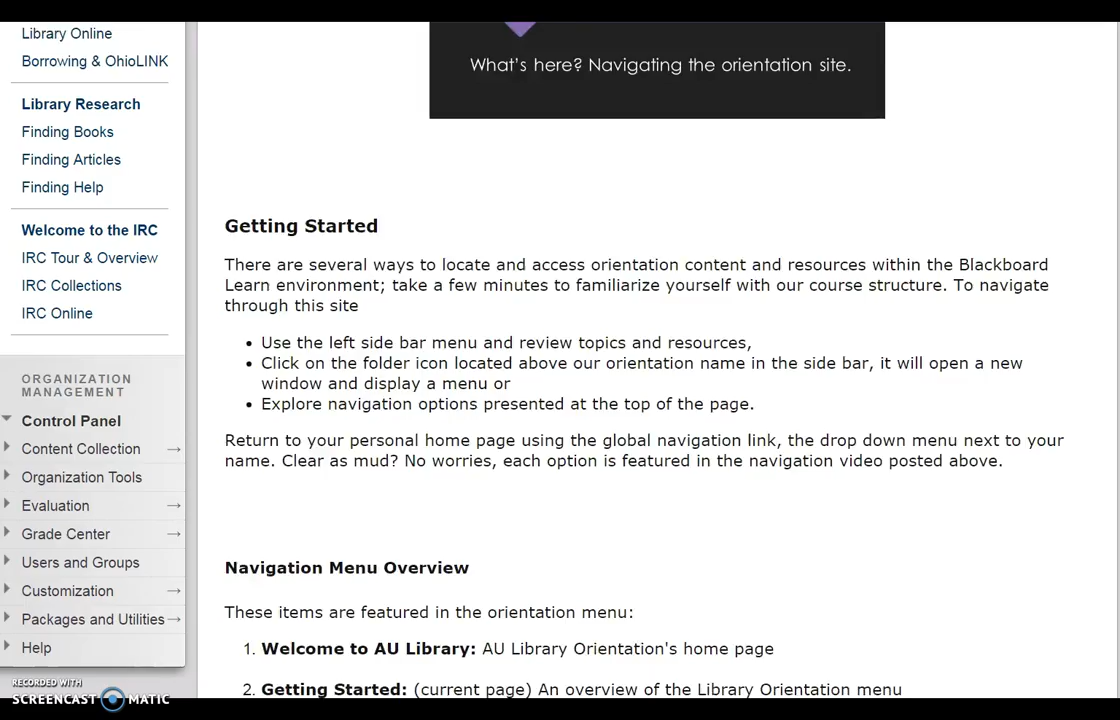 Library Online
Borrowing & OhioLINK
Library Research
Finding Books
Finding Articles
Finding Help
Welcome to the IRC
IRC Tour & Overview
IRC Collections
IRC Online
ORGANIZATION
MANAGEMENT
Control Panel
Content Collection →
Organization Tools
Evaluation →
Grade Center →
Users and Groups
Customization →
Packages and Utilities →
Help
RECORDED WITH
SCREENCAST MATIC
What's here? Navigating the orientation site.
Getting Started
There are several ways to locate and access orientation content and resources within the Blackboard
Learn environment; take a few minutes to familiarize yourself with our course structure. To navigate
through this site
• Use the left side bar menu and review topics and resources,
• Click on the folder icon located above our orientation name in the side bar, it will open a new
window and display a menu or
• Explore navigation options presented at the top of the page.
Return to your personal home page using the global navigation link, the drop down menu next to your
name. Clear as mud? No worries, each option is featured in the navigation video posted above.
Navigation Menu Overview
These items are featured in the orientation menu:
1. Welcome to AU Library: AU Library Orientation's home page
2. Getting Started: (current page) An overview of the Library Orientation menu